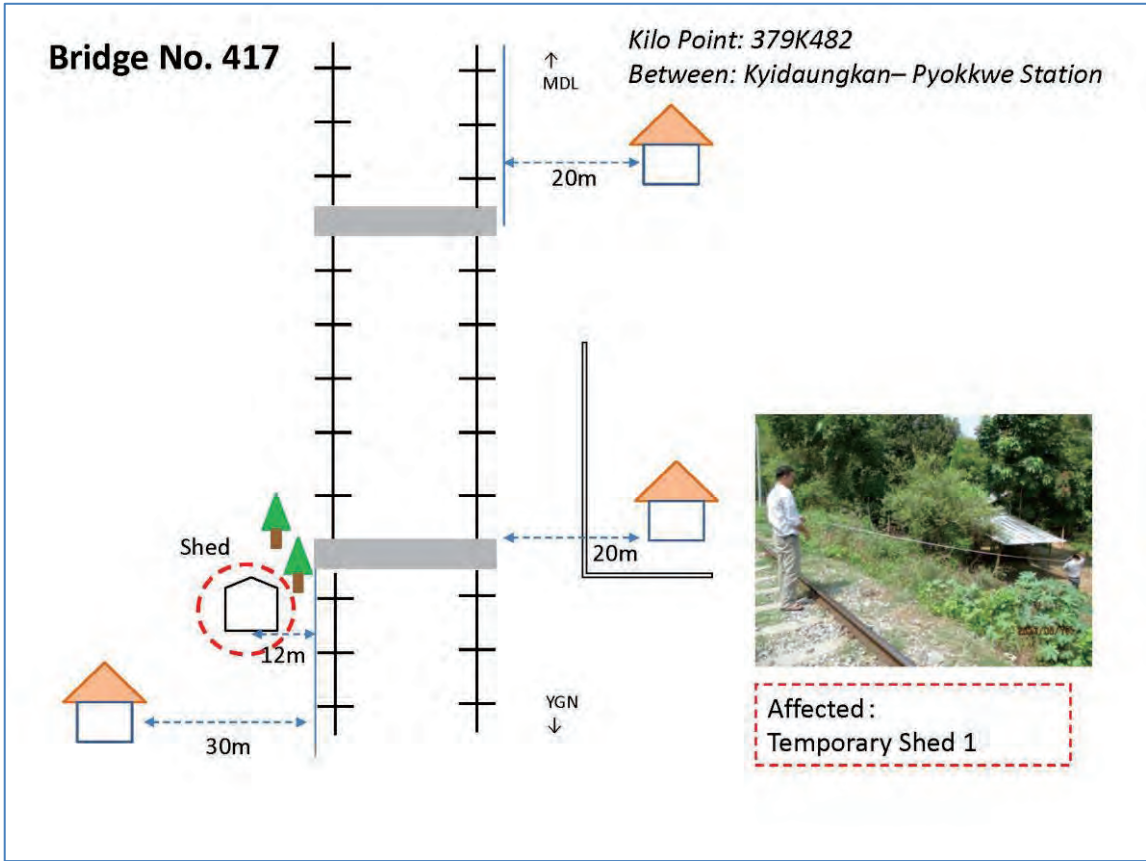 Bridge No. 417
Kilo Point: 379K482
Between: Kyidaungkan– Pyokkwe Station
↑
MDL
20m
Shed
20m
12m
30m
YGN
↓
Affected :
Temporary Shed 1